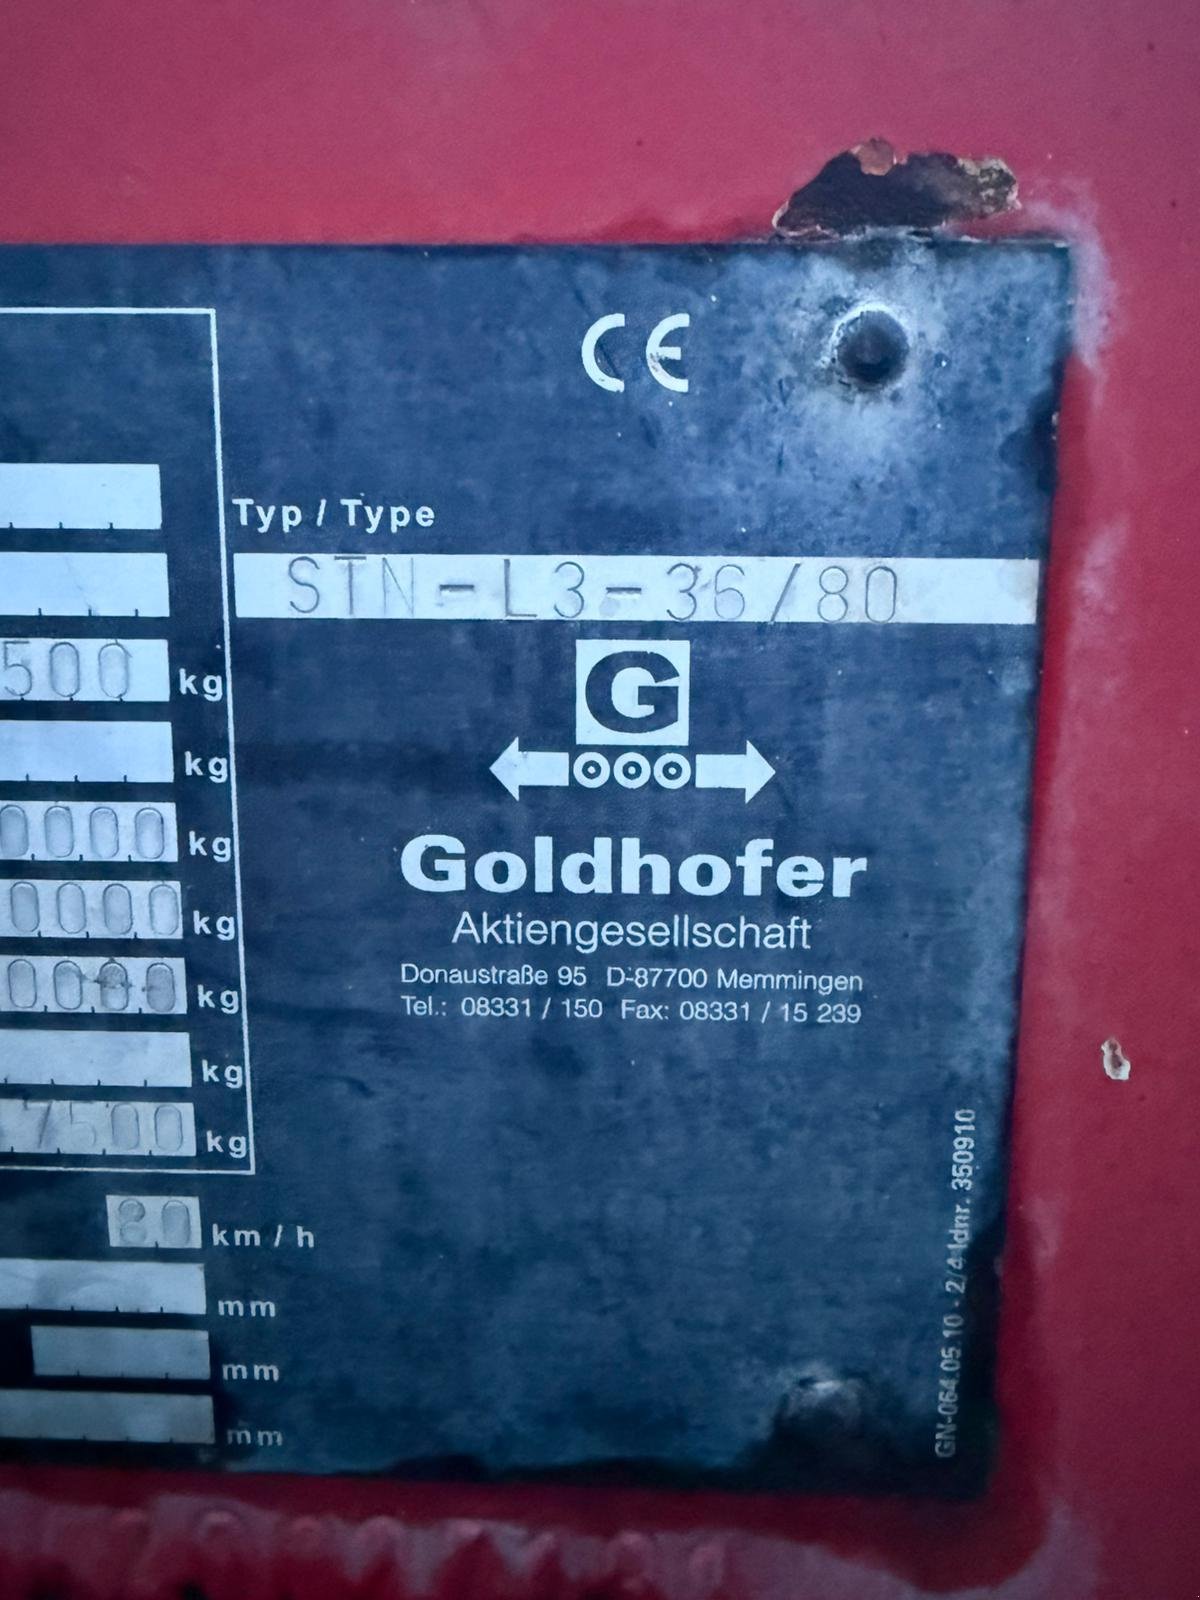 CE
Typ / Type
STN-L3-36/80
G
500 kg
kg
0000 kg
0000 kg
0000 kg
kg
7500 kg
80 km / h
mm
mm
mm
Goldhofer
Aktiengesellschaft
Donaustraße 95 D-87700 Memmingen
Tel.: 08331 / 150 Fax: 08331 / 15 239
GN-064.05.10 - 2/4 Idnr. 350910